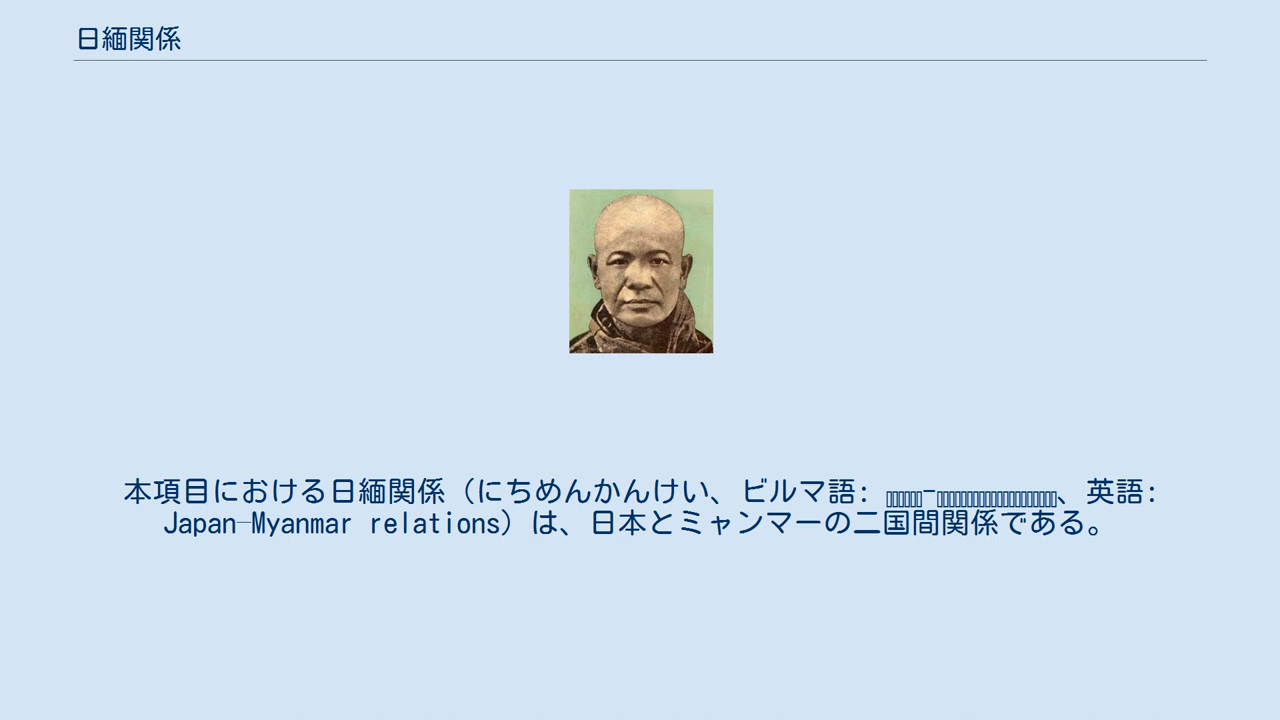 日緬関係
本項目における日緬関係（にちめんかんけい、ビルマ語: 、英語:
Japan–Myanmar relations）は、日本とミャンマーの二国間関係である。